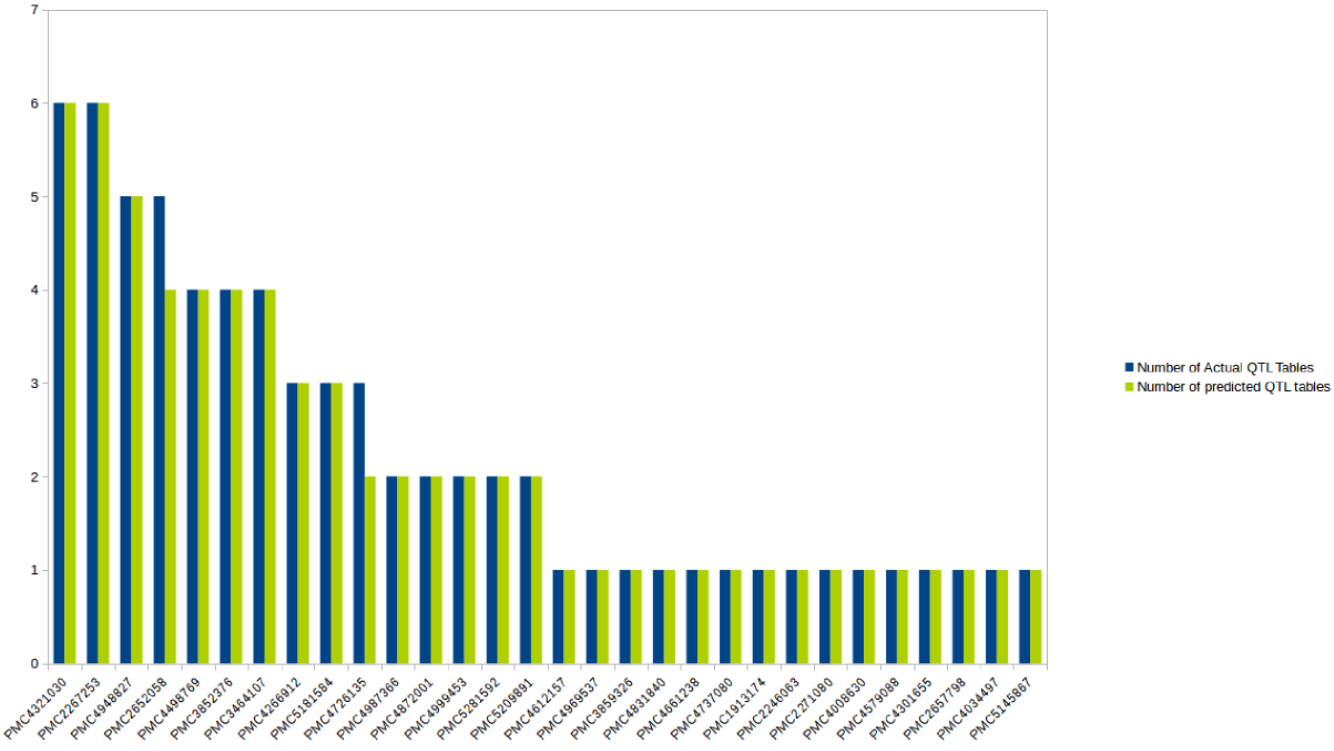 7
6
5
4
3
2
1
0
PMC4321030
PMC2267253
PMC4948827
PMC2652058
PMC4498769
PMC3852376
PMC3464107
PMC4266912
PMC5181584
PMC4726135
PMC4987366
PMC4872001
PMC4999453
PMC5281592
PMC5209891
PMC4612157
PMC4969537
PMC3859326
PMC4831840
PMC4661238
PMC4737080
PMC1913174
PMC2246063
PMC2271080
PMC4008630
PMC4579088
PMC4301655
PMC2657798
PMC4034497
PMC5145867
Number of Actual QTL Tables
Number of predicted QTL tables